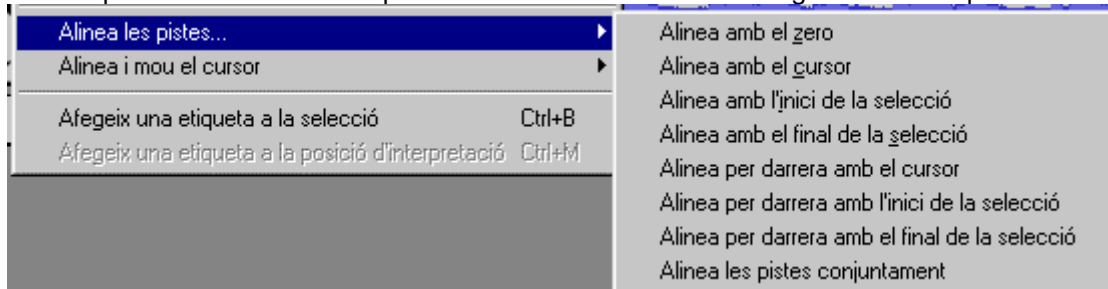 Alinea les pistes...
Alinea i mou el cursor
Afegeix una etiqueta a la selecció Ctrl+B
Afegeix una etiqueta a la posició d'interpretació Ctrl+M
Alinea amb el zero
Alinea amb el cursor
Alinea amb l'inici de la selecció
Alinea amb el final de la selecció
Alinea per darrera amb el cursor
Alinea per darrera amb l'inici de la selecció
Alinea per darrera amb el final de la selecció
Alinea les pistes conjuntament